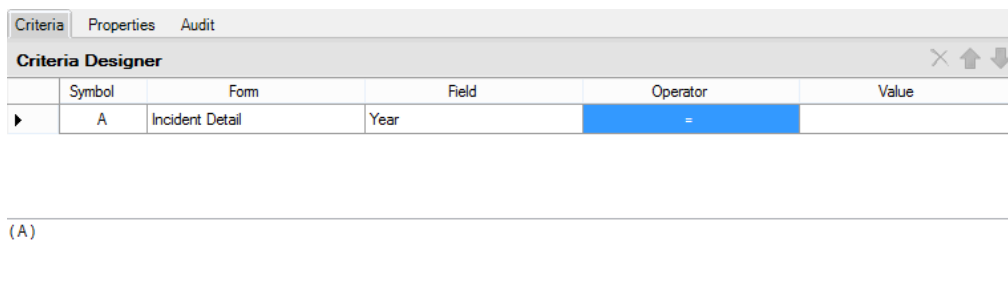 Criteria Properties Audit
Criteria Designer
Symbol Form Field Operator Value
A Incident Detail Year =
(A)